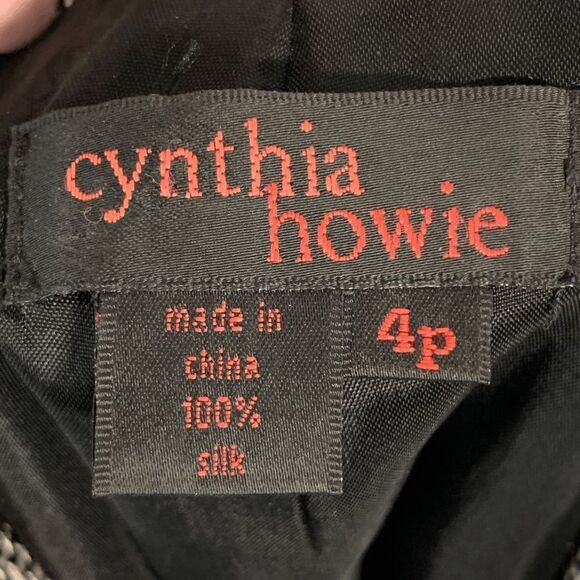 cynthia
howie
made in
china
100%
silk
4p